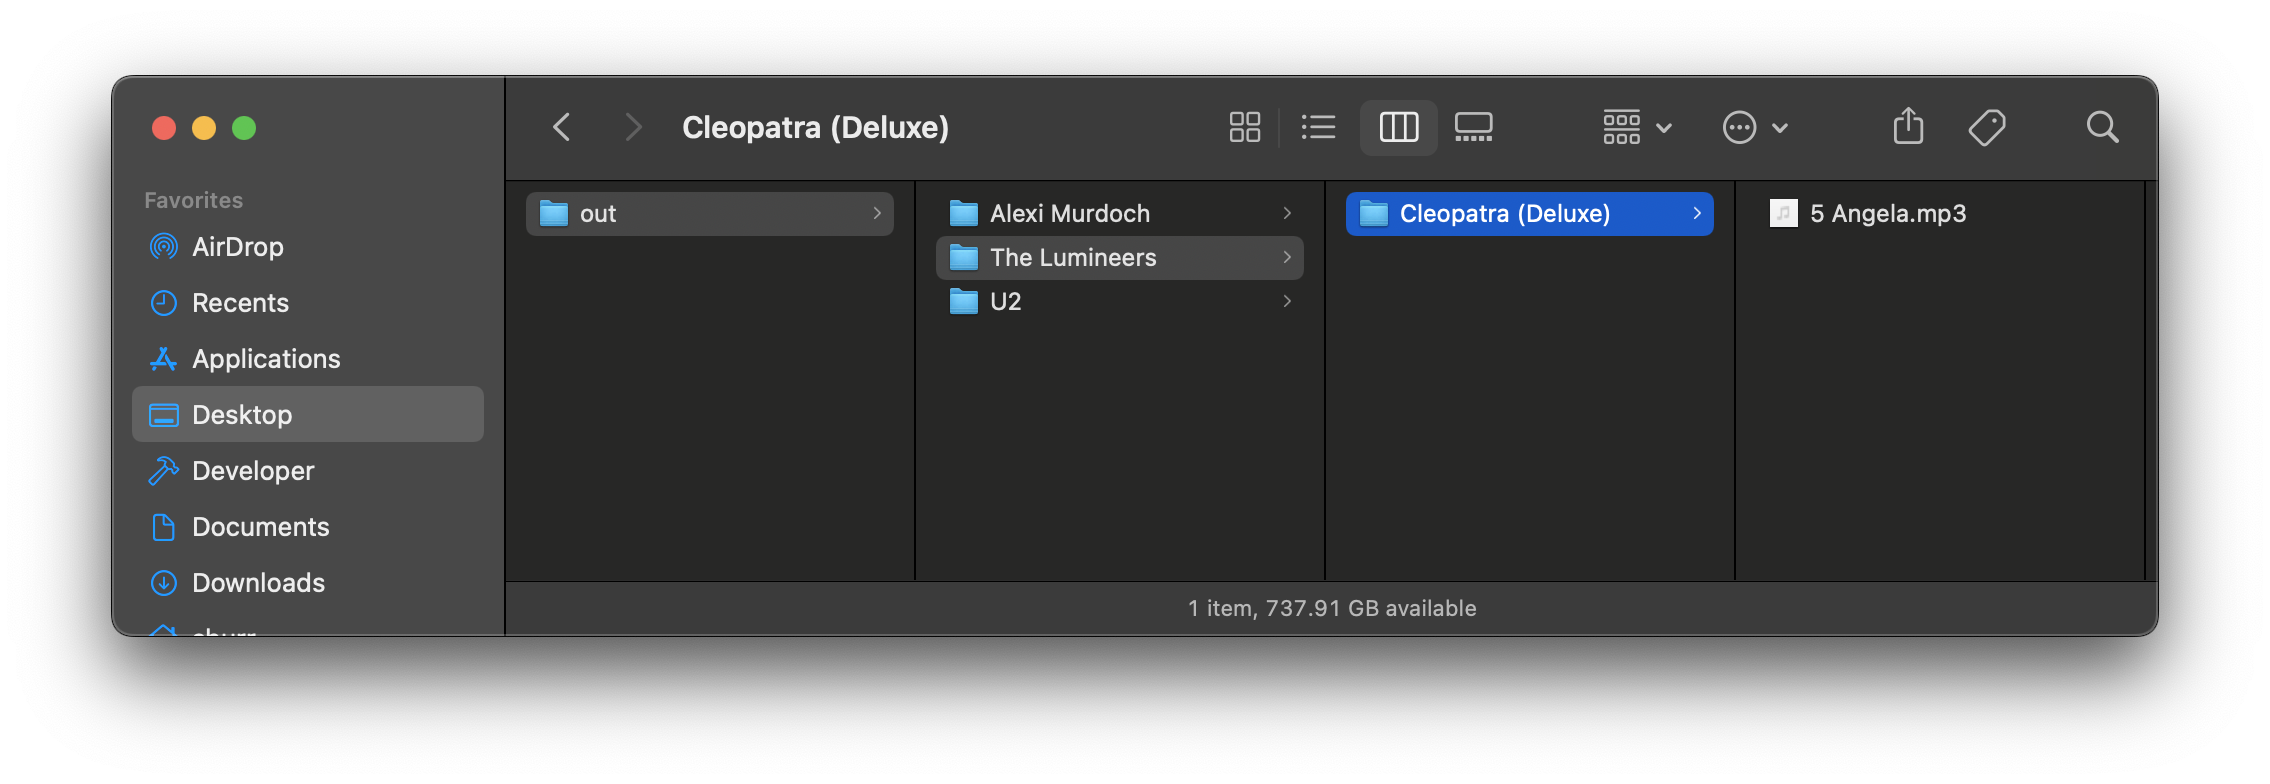 Cleopatra (Deluxe)
Favorites
AirDrop
Recents
Applications
Desktop
Developer
Documents
Downloads
out
Alexi Murdoch
The Lumineers
U2
Cleopatra (Deluxe)
5 Angela.mp3
1 item, 737.91 GB available